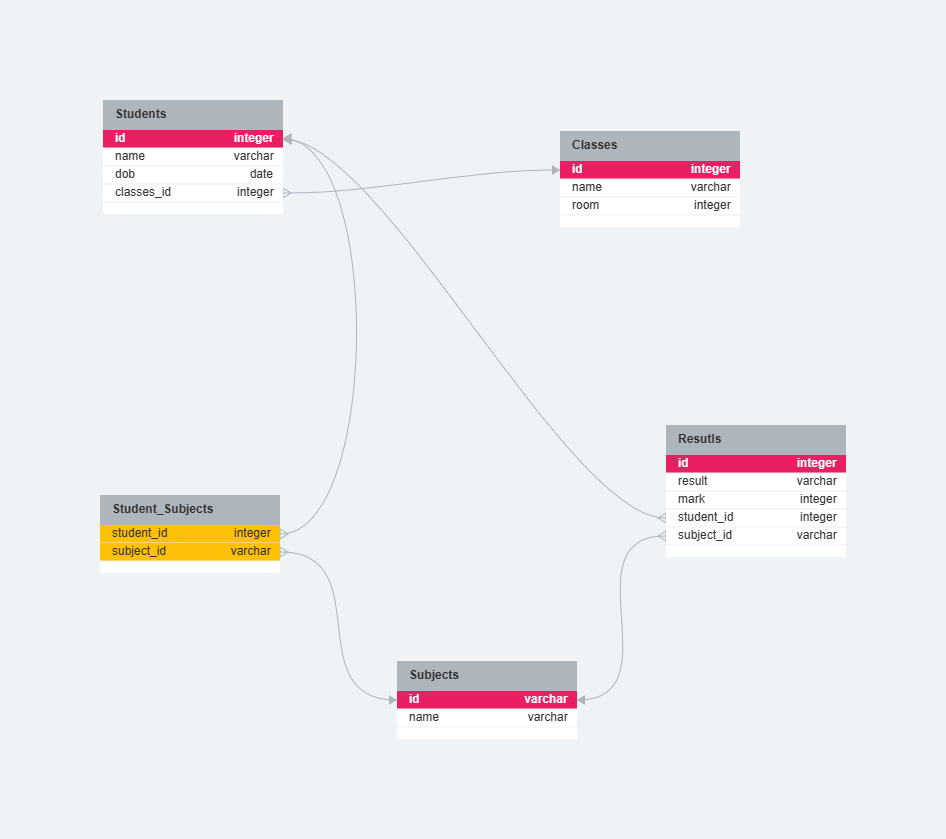 Students
id integer
name varchar
dob date
classes_id integer
Classes
id integer
name varchar
room integer
Resutls
id integer
result varchar
mark integer
student_id integer
subject_id varchar
Student_Subjects
student_id integer
subject_id varchar
Subjects
id varchar
name varchar